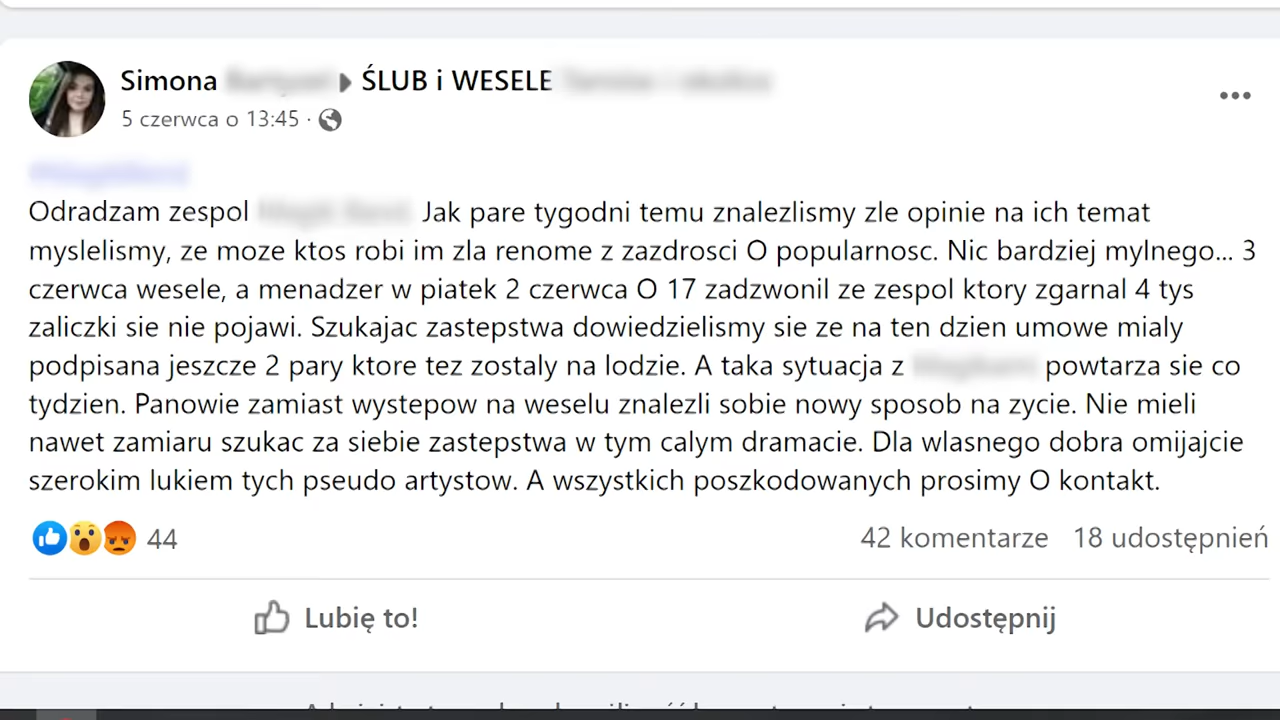 Simona ŚLUB i WESELE
5 czerwca o 13:45 ·
Odradzam zespol Jak pare tygodni temu znalezlismy zle opinie na ich temat
myslelismy, ze moze ktos robi im zla renome z zazdrosci O popularnosc. Nic bardziej mylnego... 3
czerwca wesele, a menadzer w piatek 2 czerwca O 17 zadzwonil ze zespol ktory zgarnal 4 tys
zaliczki sie nie pojawi. Szukajac zastepstwa dowiedzielismy sie ze na ten dzien umowe mialy
podpisana jeszcze 2 pary ktore tez zostaly na lodzie. A taka sytuacja z powtarza sie co
tydzien. Panowie zamiast wystepow na weselu znalezli sobie nowy sposob na zycie. Nie mieli
nawet zamiaru szukac za siebie zastepstwa w tym calym dramacie. Dla wlasnego dobra omijajcie
szerokim lukiem tych pseudo artystow. A wszystkich poszkodowanych prosimy O kontakt.
44 42 komentarze 18 udostępnień
Lubię to! Udostępnij